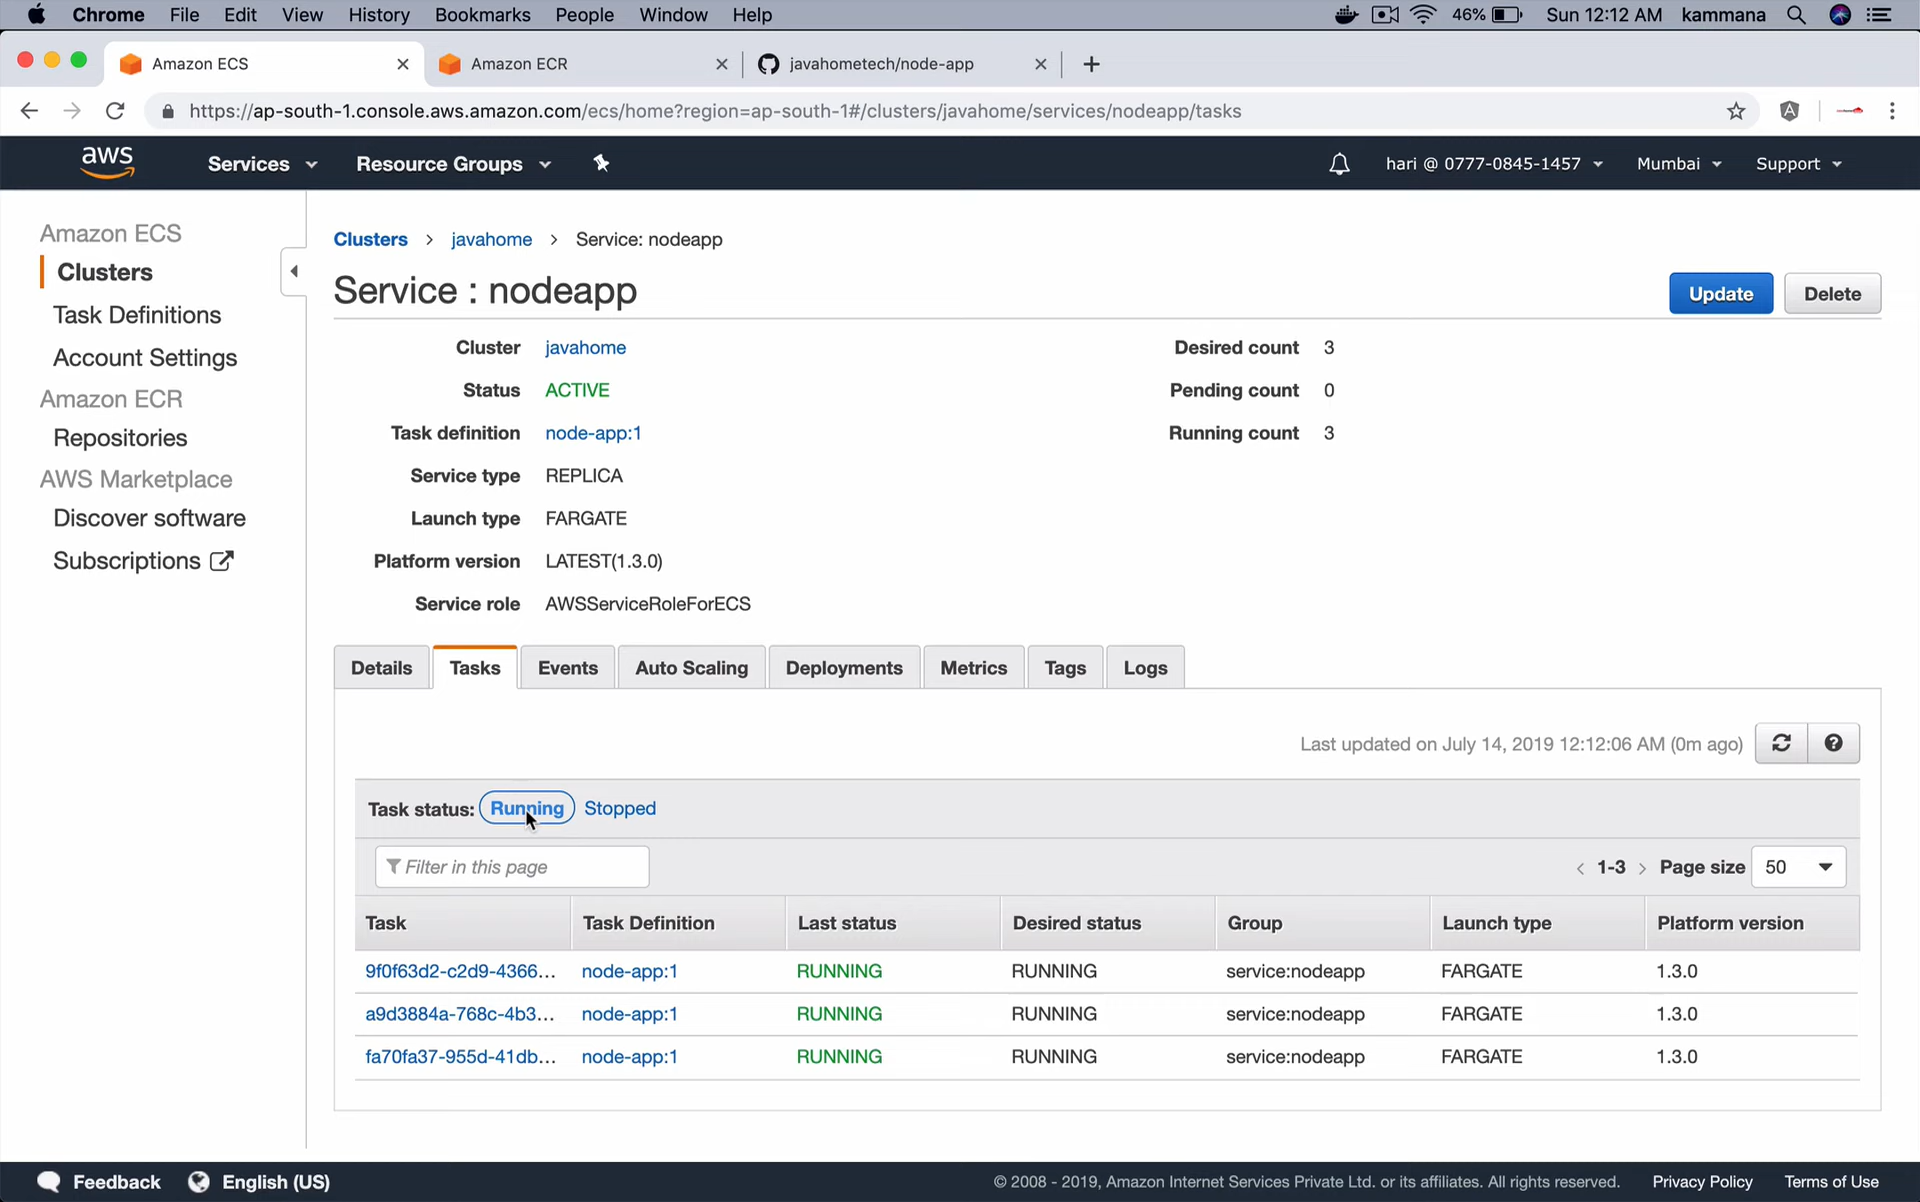 Chrome File Edit View History Bookmarks People Window Help 46% Sun 12:12 AM kammana
Amazon ECS Amazon ECR javahometech/node-app
https://ap-south-1.console.aws.amazon.com/ecs/home?region=ap-south-1#/clusters/javahome/services/nodeapp/tasks
aws Services Resource Groups hari @ 0777-0845-1457 Mumbai Support
Amazon ECS
Clusters
Task Definitions
Account Settings
Amazon ECR
Repositories
AWS Marketplace
Discover software
Subscriptions
Clusters > javahome > Service: nodeapp
Service : nodeapp
Update Delete
Cluster javahome
Status ACTIVE
Task definition node-app:1
Service type REPLICA
Launch type FARGATE
Platform version LATEST(1.3.0)
Service role AWSServiceRoleForECS
Desired count 3
Pending count 0
Running count 3
Details Tasks Events Auto Scaling Deployments Metrics Tags Logs
Last updated on July 14, 2019 12:12:06 AM (0m ago)
Task status: Running Stopped
Filter in this page
< 1-3 > Page size 50
Task Task Definition Last status Desired status Group Launch type Platform version
9f0f63d2-c2d9-4366... node-app:1 RUNNING RUNNING service:nodeapp FARGATE 1.3.0
a9d3884a-768c-4b3... node-app:1 RUNNING RUNNING service:nodeapp FARGATE 1.3.0
fa70fa37-955d-41db... node-app:1 RUNNING RUNNING service:nodeapp FARGATE 1.3.0
Feedback English (US) © 2008 - 2019, Amazon Internet Services Private Ltd. or its affiliates. All rights reserved. Privacy Policy Terms of Use